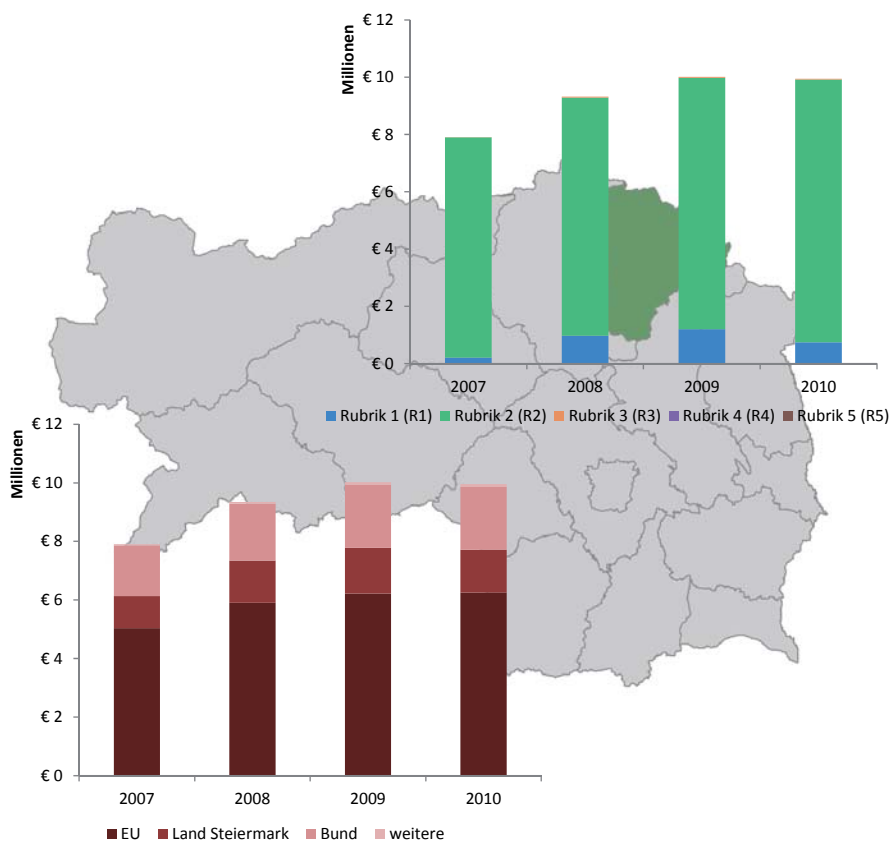 Millionen
€ 12
€ 10
€ 8
€ 6
€ 4
€ 2
€ 0
2007 2008 2009 2010
Rubrik 1 (R1) Rubrik 2 (R2) Rubrik 3 (R3) Rubrik 4 (R4) Rubrik 5 (R5)
Millionen
€ 12
€ 10
€ 8
€ 6
€ 4
€ 2
€ 0
2007 2008 2009 2010
EU Land Steiermark Bund weitere